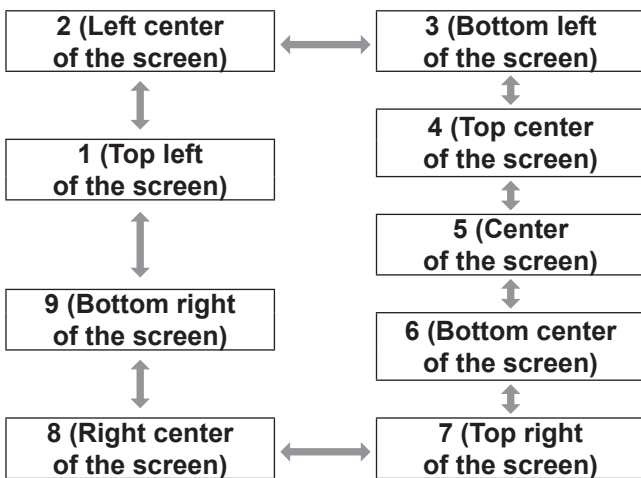 2 (Left center
of the screen)
3 (Bottom left
of the screen)
4 (Top center
of the screen)
1 (Top left
of the screen)
5 (Center
of the screen)
9 (Bottom right
of the screen)
6 (Bottom center
of the screen)
8 (Right center
of the screen)
7 (Top right
of the screen)